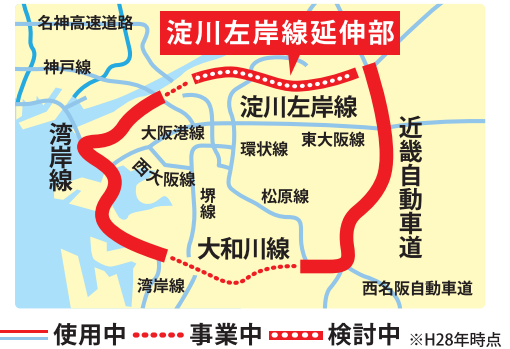 名神高速道路
淀川左岸線延伸部
神戸線
淀川左岸線
大阪港線
東大阪線
環状線
湾岸線
近畿自動車道
西大阪線
堺線
松原線
大和川線
湾岸線
西名阪自動車道
使用中 事業中 検討中 ※H28年時点